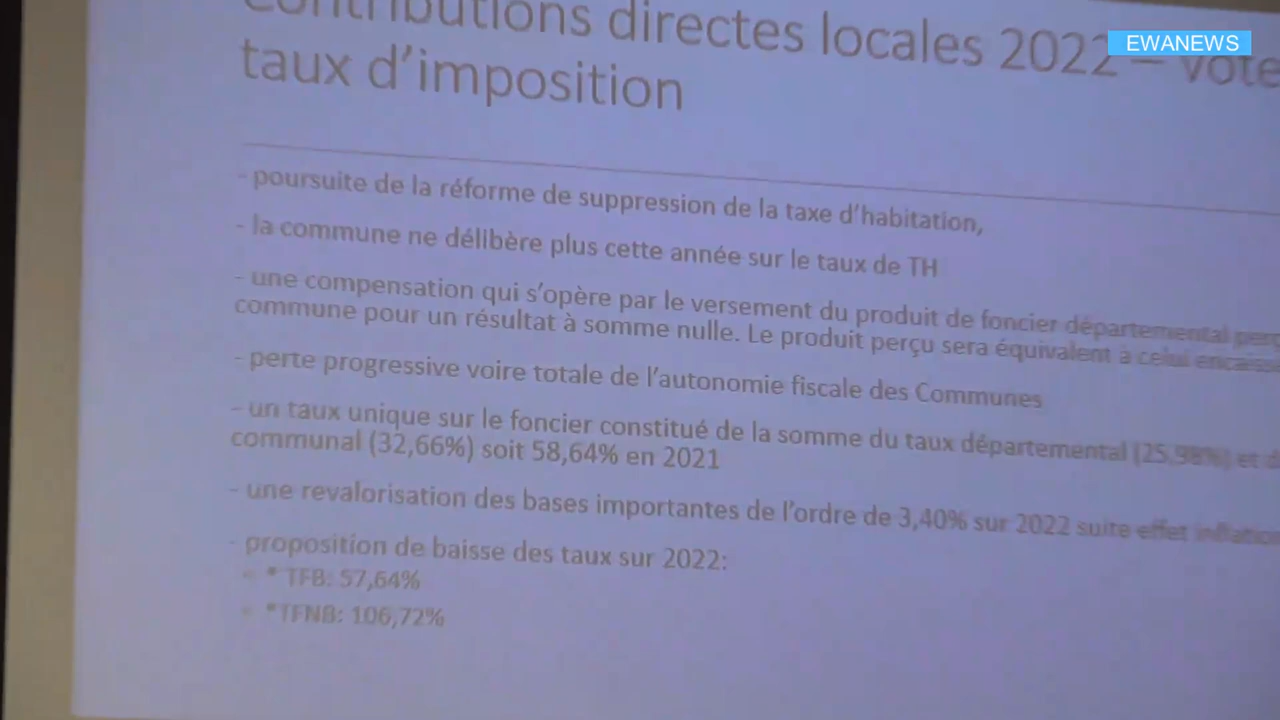 Contributions directes locales 2022 – vote
taux d'imposition
EWANEWS
- poursuite de la réforme de suppression de la taxe d'habitation,
- la commune ne délibère plus cette année sur le taux de TH
- une compensation qui s'opère par le versement du produit de foncier départemental
commune pour un résultat à somme nulle. Le produit perçu sera équivalent à celui
- perte progressive voire totale de l'autonomie fiscale des Communes
- un taux unique sur le foncier constitué de la somme du taux départemental (25,98%) et
communal (32,66%) soit 58,64% en 2021
- une revalorisation des bases importantes de l'ordre de 3,40% sur 2022 suite effet inflation
- proposition de baisse des taux sur 2022:
* TFB: 57,64%
*TFNB: 106,72%